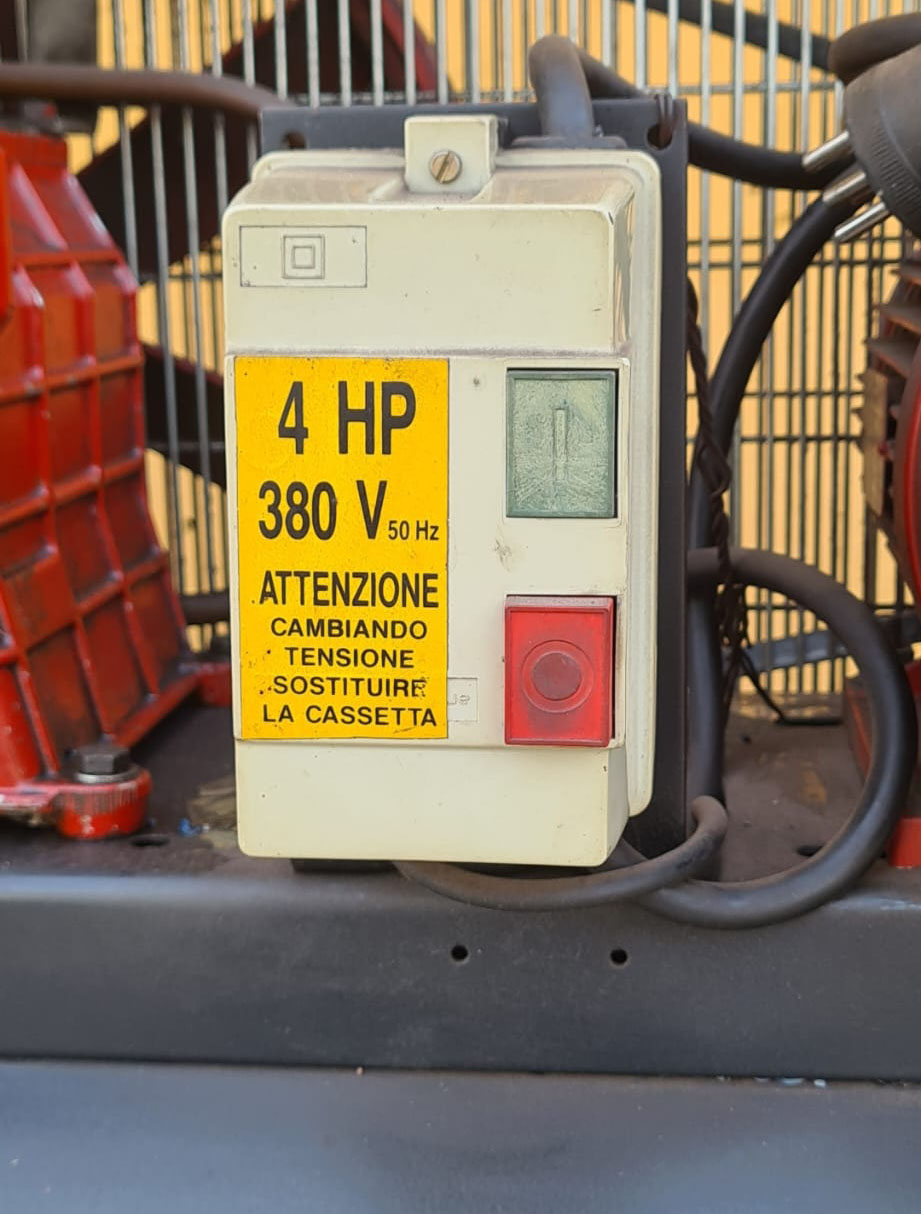 4 HP
380 V 50 Hz
ATTENZIONE
CAMBIANDO
TENSIONE
SOSTITUIRE
LA CASSETTA